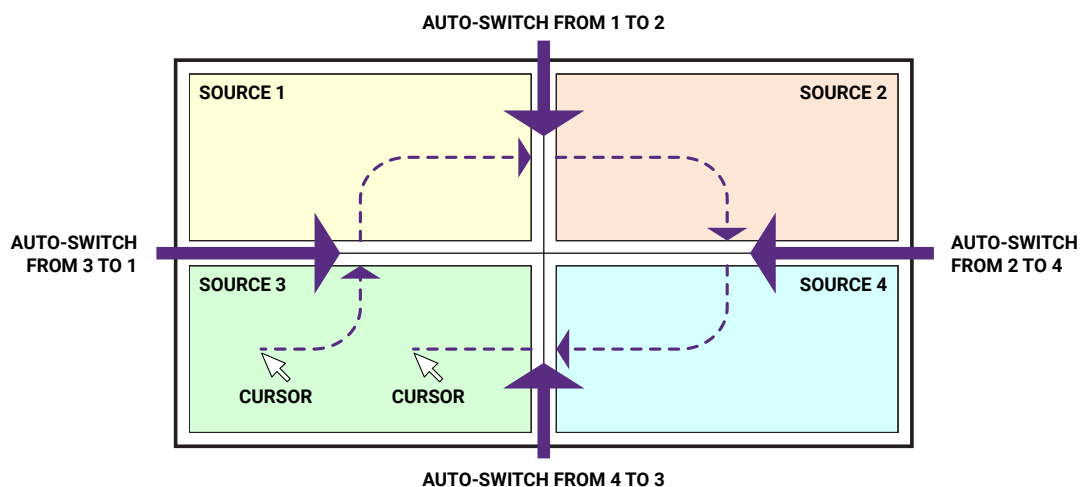 AUTO-SWITCH FROM 1 TO 2
SOURCE 1
SOURCE 2
AUTO-SWITCH
FROM 3 TO 1
AUTO-SWITCH
FROM 2 TO 4
SOURCE 3
SOURCE 4
CURSOR
CURSOR
AUTO-SWITCH FROM 4 TO 3